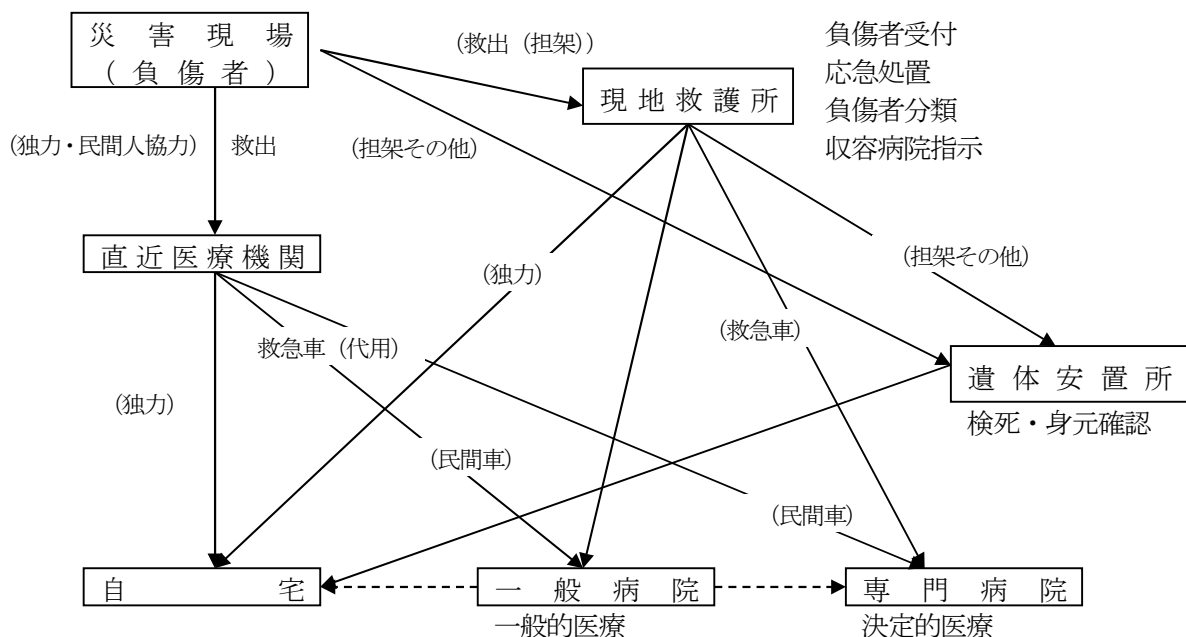 災害現場
(負傷者)
(救出(担架))
負傷者受付
応急処置
負傷者分類
収容病院指示
現地救護所
(独力・民間人協力)
救出
(担架その他)
直近医療機関
(独力)
(担架その他)
救急車(代用)
(救急車)
遺体安置所
検死・身元確認
(独力)
(民間車)
(民間車)
自宅
一般病院
専門病院
一般的医療
決定的医療